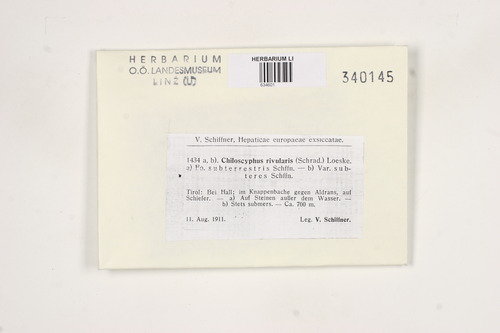 HERBARIUM
O.Ö. LANDESMUSEUM
LINZ
HERBARIUM LI
340145
V. Schiffner, Hepaticae europaeae exsiccatae.
1434 a, b). Chiloscyphus rivularis (Schrad.) Loeske.
a) Fo. subterrestris Schffn. — b) Var. sub-
teres Schffn.
Tirol: Bei Hall; im Knappenbache gegen Aldrans, auf
Schiefer. — a) Auf Steinen außer dem Wasser. —
b) Stets submers. — Ca. 700 m.
11. Aug. 1911. Leg. V. Schiffner.